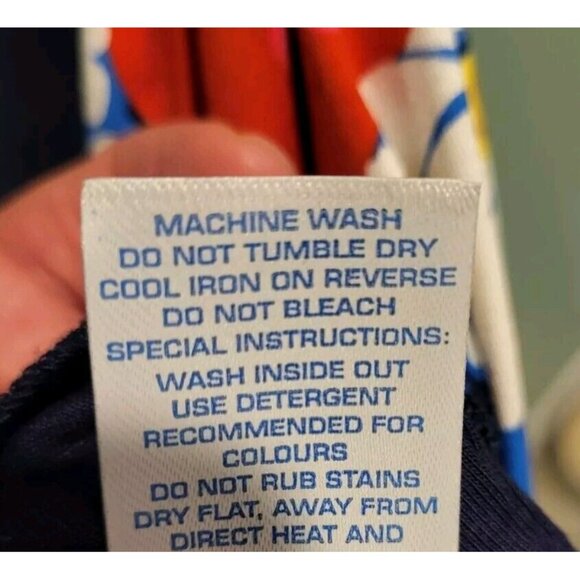 MACHINE WASH
DO NOT TUMBLE DRY
COOL IRON ON REVERSE
DO NOT BLEACH
SPECIAL INSTRUCTIONS:
WASH INSIDE OUT
USE DETERGENT
RECOMMENDED FOR
COLOURS
DO NOT RUB STAINS
DRY FLAT, AWAY FROM
DIRECT HEAT AND